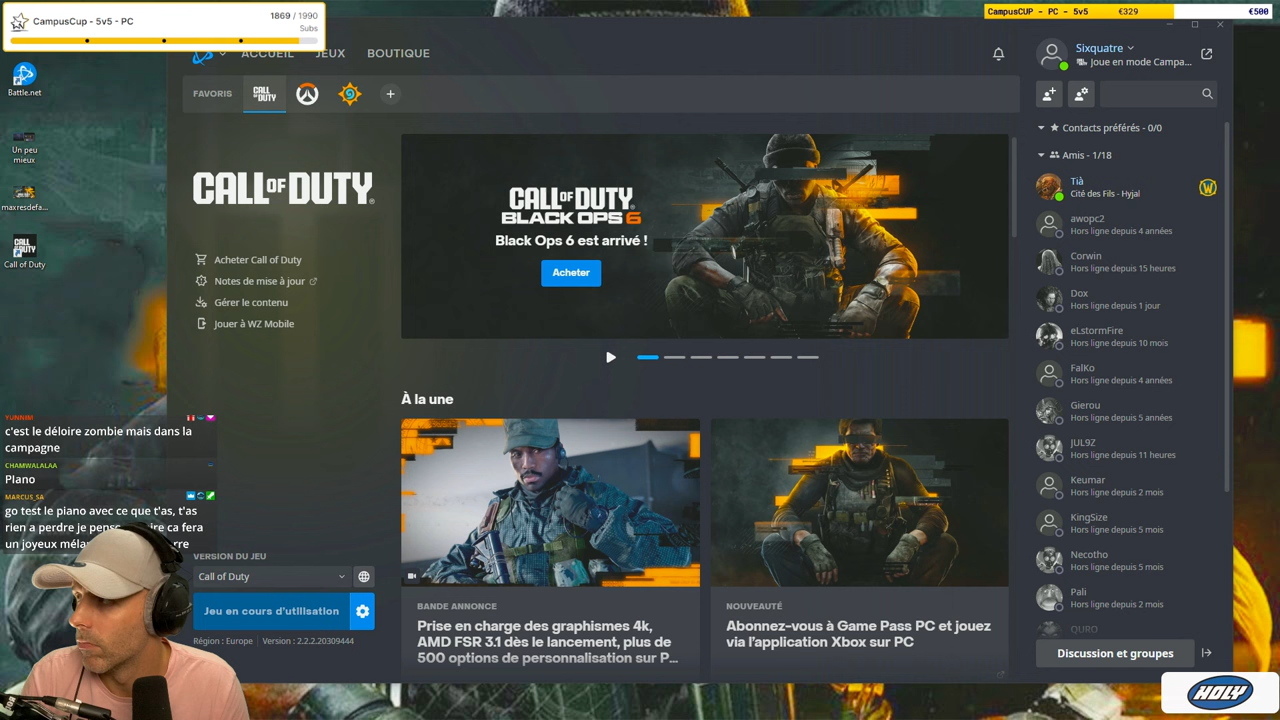 CampusCup - 5v5 - PC
1869 / 1990
Subs
CampusCUP - PC - 5v5 €329 €500
ACCUEIL JEUX BOUTIQUE
FAVORIS
CALL OF DUTY
Sixquatre
Joue en mode Campa...
Contacts préférés - 0/0
Amis - 1/18
Tià
Cité des Fils - Hyjal
awopc2
Hors ligne depuis 4 années
Corwin
Hors ligne depuis 15 heures
Dox
Hors ligne depuis 1 jour
eLstormFire
Hors ligne depuis 10 mois
FalKo
Hors ligne depuis 4 années
Gierou
Hors ligne depuis 5 années
JUL9Z
Hors ligne depuis 11 heures
Keumar
Hors ligne depuis 2 mois
KingSize
Hors ligne depuis 5 mois
Necotho
Hors ligne depuis 5 mois
Pali
Hors ligne depuis 2 mois
OURO
Discussion et groupes
HOLY
Battle.net
Un peu
mieux
maxresdefa...
CALL OF DUTY
Call of Duty
CALL OF DUTY
Acheter Call of Duty
Notes de mise à jour
Gérer le contenu
Jouer à WZ Mobile
CALL OF DUTY
BLACK OPS 6
Black Ops 6 est arrivé !
Acheter
À la une
BANDE ANNONCE
Prise en charge des graphismes 4k,
AMD FSR 3.1 dès le lancement, plus de
500 options de personnalisation sur P...
NOUVEAUTÉ
Abonnez-vous à Game Pass PC et jouez
via l'application Xbox sur PC
YUNNIM
c'est le déloire zombie mais dans la
campagne
CHAMWALALAA
PIano
MARCUS_SA
go test le piano avec ce que t'as, t'as
rien a perdre je pense ca fera
un joyeux
VERSION DU JEU
Call of Duty
Jeu en cours d'utilisation
Région : Europe Version : 2.2.2.20309444